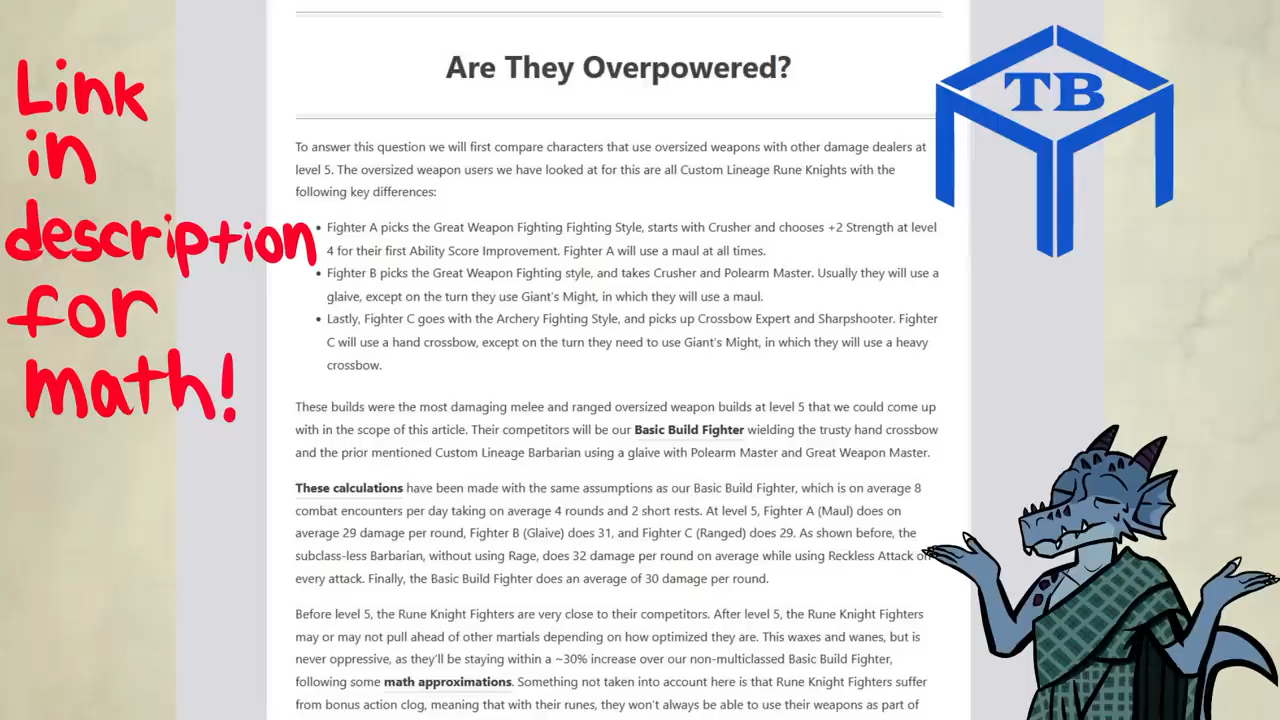 Link
in
description
for
math!
TB
Are They Overpowered?
To answer this question we will first compare characters that use oversized weapons with other damage dealers at
level 5. The oversized weapon users we have looked at for this are all Custom Lineage Rune Knights with the
following key differences:
• Fighter A picks the Great Weapon Fighting Fighting Style, starts with Crusher and chooses +2 Strength at level
4 for their first Ability Score Improvement. Fighter A will use a maul at all times.
• Fighter B picks the Great Weapon Fighting style, and takes Crusher and Polearm Master. Usually they will use a
glaive, except on the turn they use Giant's Might, in which they will use a maul.
• Lastly, Fighter C goes with the Archery Fighting Style, and picks up Crossbow Expert and Sharpshooter. Fighter
C will use a hand crossbow, except on the turn they need to use Giant's Might, in which they will use a heavy
crossbow.
These builds were the most damaging melee and ranged oversized weapon builds at level 5 that we could come up
with in the scope of this article. Their competitors will be our Basic Build Fighter wielding the trusty hand crossbow
and the prior mentioned Custom Lineage Barbarian using a glaive with Polearm Master and Great Weapon Master.
These calculations have been made with the same assumptions as our Basic Build Fighter, which is on average 8
combat encounters per day taking on average 4 rounds and 2 short rests. At level 5, Fighter A (Maul) does on
average 29 damage per round, Fighter B (Glaive) does 31, and Fighter C (Ranged) does 29. As shown before, the
subclass-less Barbarian, without using Rage, does 32 damage per round on average while using Reckless Attack on
every attack. Finally, the Basic Build Fighter does an average of 30 damage per round.
Before level 5, the Rune Knight Fighters are very close to their competitors. After level 5, the Rune Knight Fighters
may or may not pull ahead of other martials depending on how optimized they are. This waxes and wanes, but is
never oppressive, as they'll be staying within a ~30% increase over our non-multiclassed Basic Build Fighter,
following some math approximations. Something not taken into account here is that Rune Knight Fighters suffer
from bonus action clog, meaning that with their runes, they won't always be able to use their weapons as part of